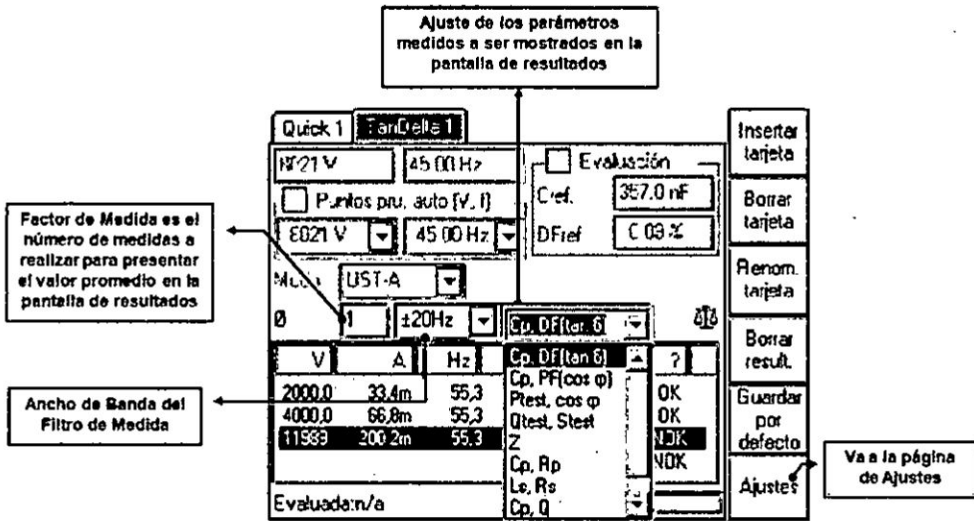 Ajuste de los parámetros
medidos a ser mostrados en la
pantalla de resultados
Quick 1
TanDelta 1
45.00 Hz
Evaluación
Cref.
357.0 nF
Puntos pru. auto (V, f)
DFref
45.00 Hz
UST-A
Ø
1
±20Hz
Cp, DF(tan δ)
V A Hz ?
2000,0 33,4m 55,3 OK
4000,0 66,8m 55,3 OK
11989 200,2m 55,3 NOK
NOK
Cp, DF(tan δ)
Cp, PF(cos φ)
Ptest, cos φ
Qtest, Stest
Z
Cp, Rp
Ls, Rs
Cp, Q
Evaluada:n/a
Insertar
tarjeta
Borrar
tarjeta
Renom.
tarjeta
Borrar
result.
Guardar
por
defecto
Ajustes
Factor de Medida es el
número de medidas a
realizar para presentar
el valor promedio en la
pantalla de resultados
Ancho de Banda del
Filtro de Medida
Va a la página
de Ajustes